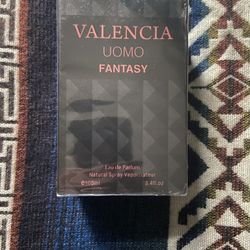 VALENCIA
UOMO
FANTASY
Eau de Parfum
Natural Spray Vaporisateur
℮100ml 3.4fl.oz